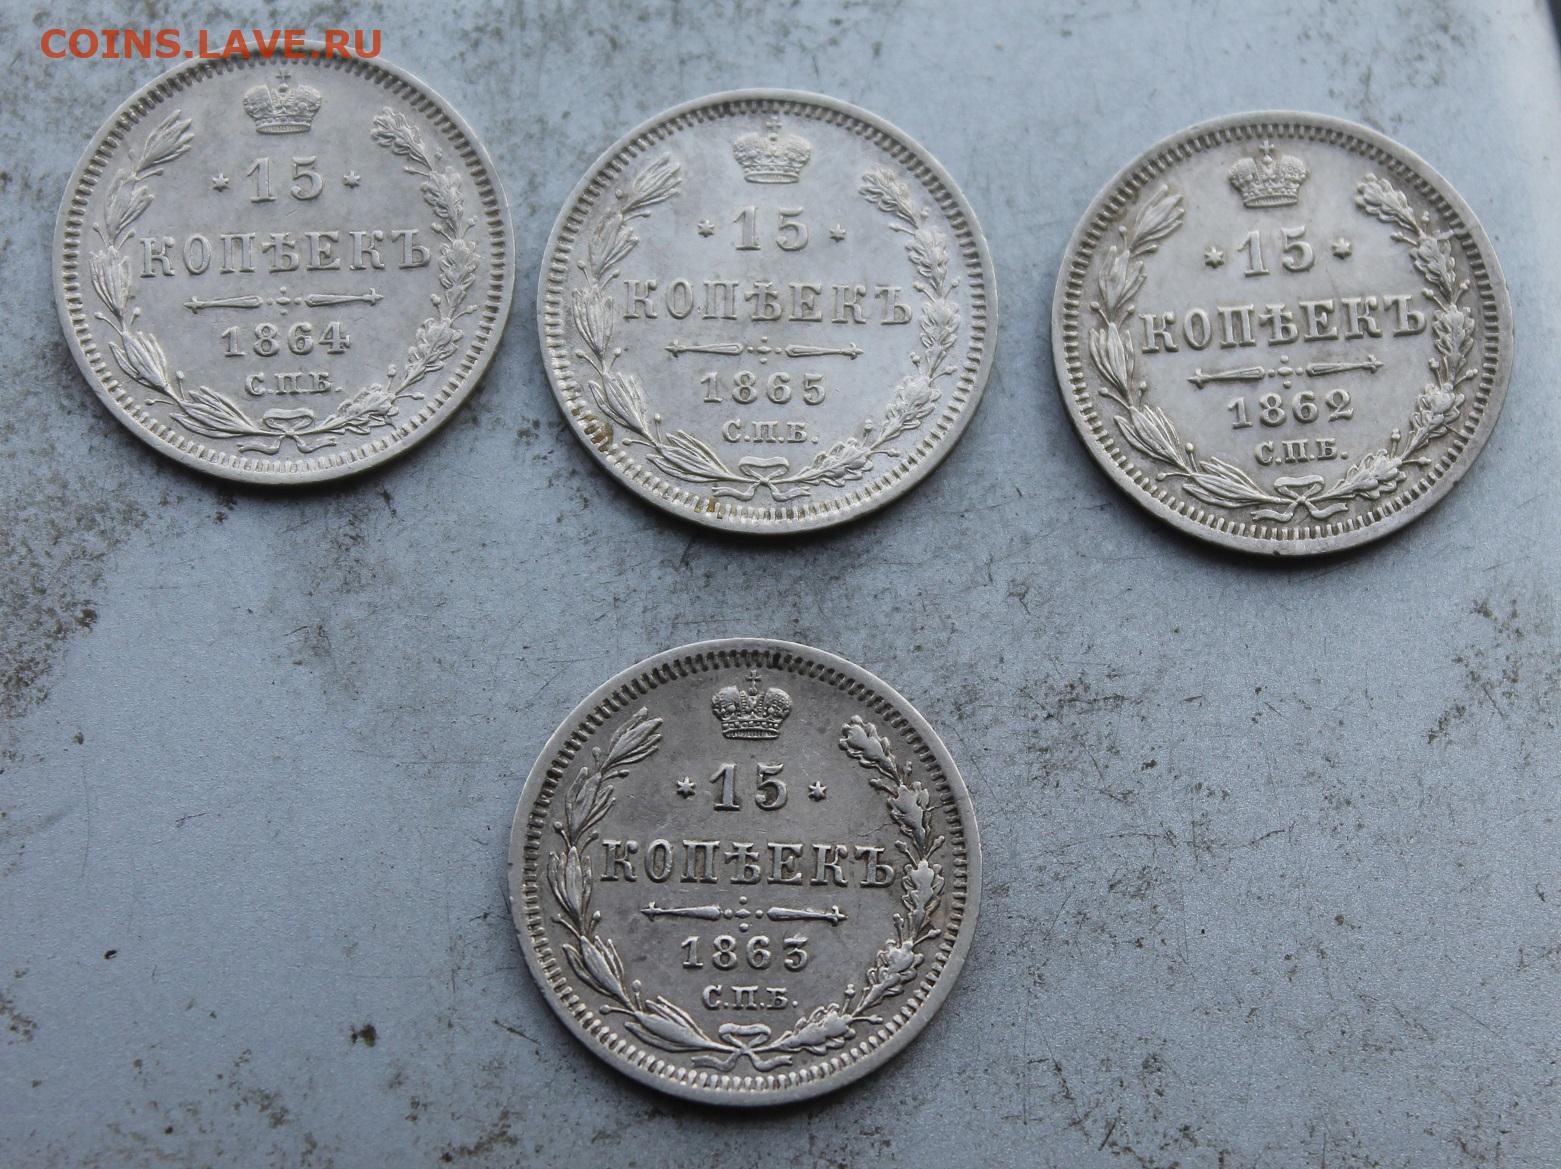 COINS.LAVE.RU
* 15 *
КОПѢЕКЪ
1864
С.П.Б.
* 15 *
КОПѢЕКЪ
1865
С.П.Б.
* 15 *
КОПѢЕКЪ
1862
С.П.Б.
* 15 *
КОПѢЕКЪ
1863
С.П.Б.